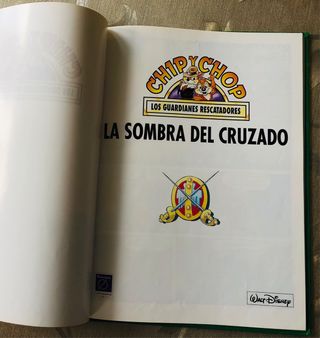 CHIP Y CHOP
LOS GUARDIANES RESCATADORES
LA SOMBRA DEL CRUZADO
WALT DISNEY